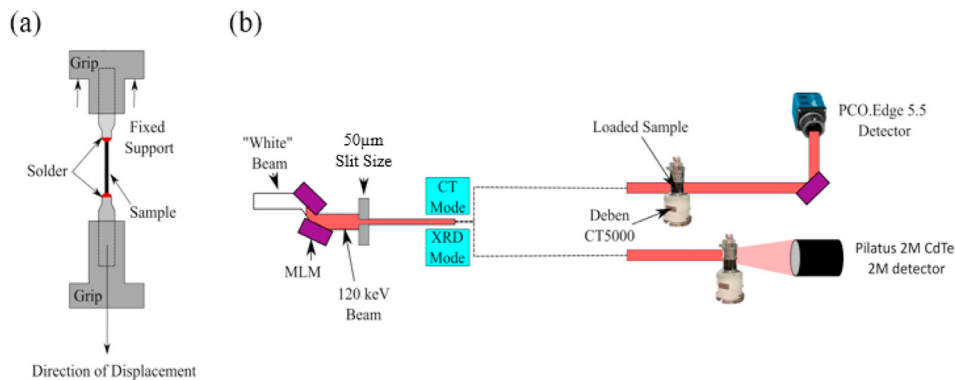 (a)
Grip
Fixed
Support
Solder
Sample
Grip
Direction of Displacement
(b)
"White"
Beam
50µm
Slit Size
MLM
120 keV
Beam
CT
Mode
XRD
Mode
Loaded Sample
Deben
CT5000
PCO.Edge 5.5
Detector
Pilatus 2M CdTe
2M detector